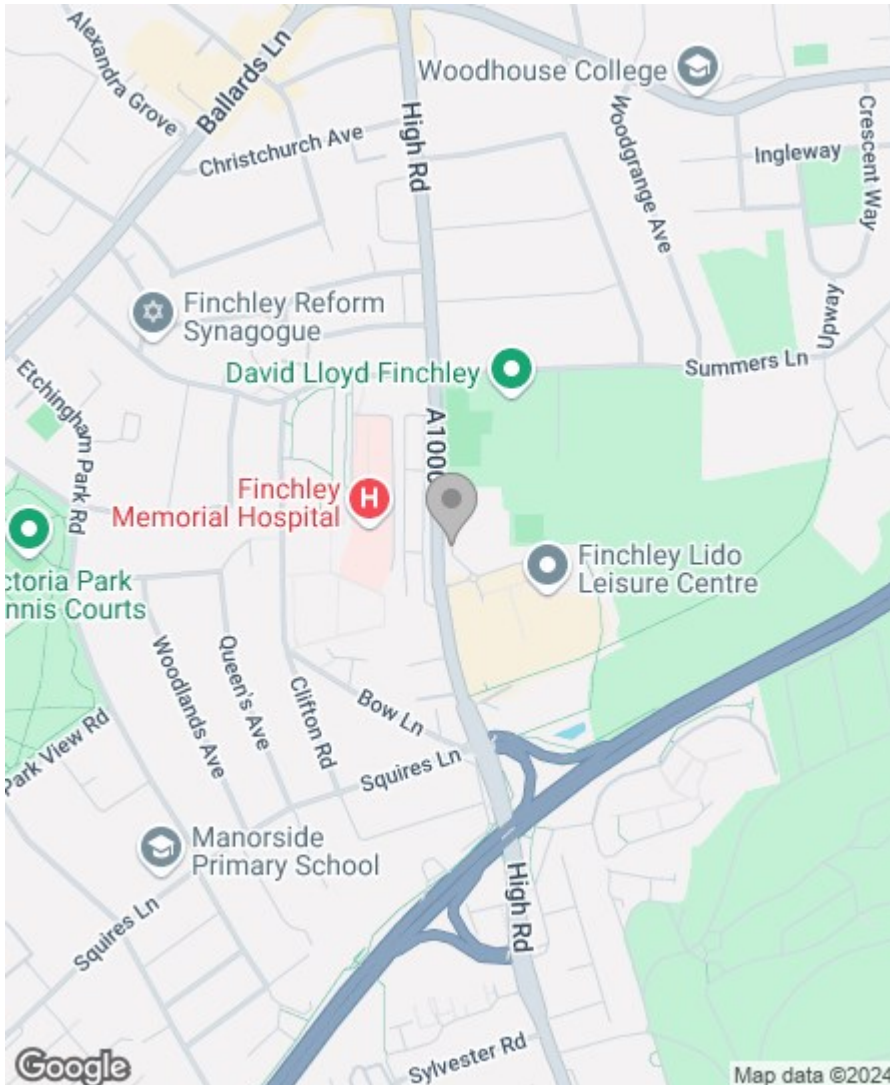 Alexandra Grove
Ballards Ln
High Rd
Woodhouse College
Christchurch Ave
Woodgrange Ave
Ingleway
Crescent Way
Upway
Finchley Reform
Synagogue
David Lloyd Finchley
Summers Ln
Etchingham Park Rd
A1000
Finchley
Memorial Hospital
H
Finchley Lido
Leisure Centre
ctoria Park
nnis Courts
Woodlands Ave
Queen's Ave
Clifton Rd
Bow Ln
Park View Rd
Squires Ln
Manorside
Primary School
High Rd
Squires Ln
Sylvester Rd
Google
Map data ©2024